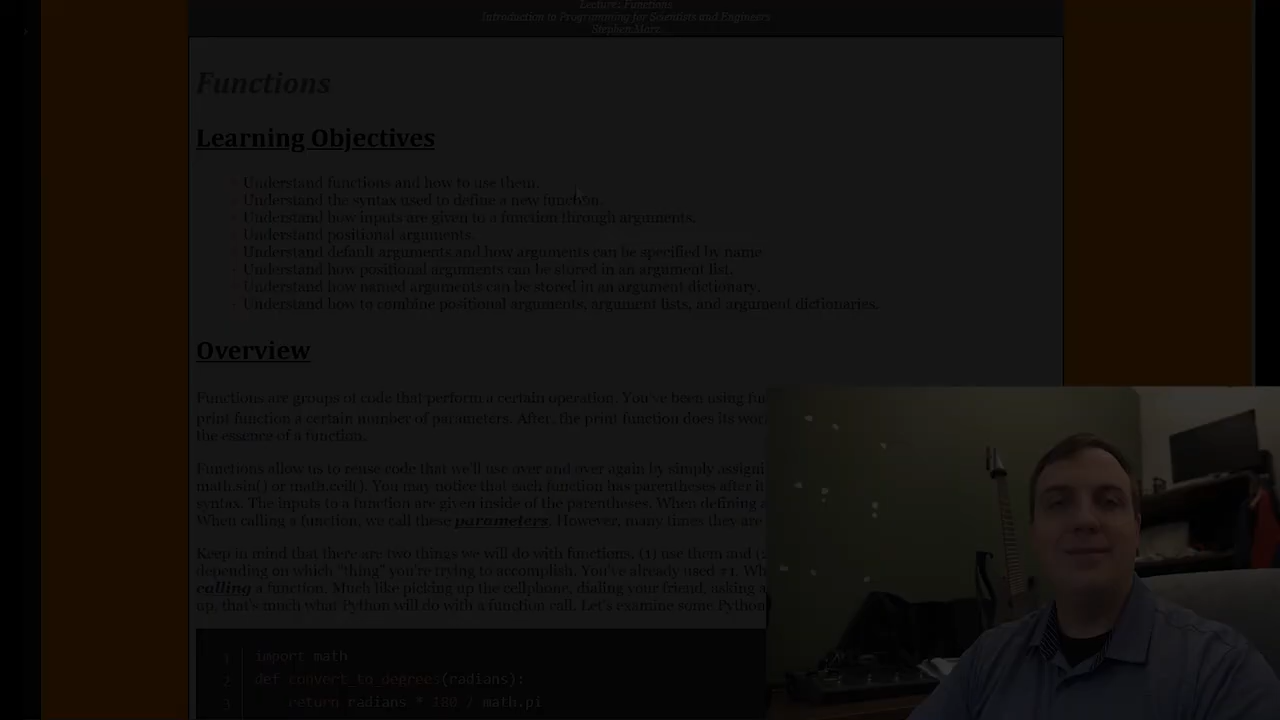 Lecture: Functions
Introduction to Programming for Scientists and Engineers
Stephen Marz
Functions
Learning Objectives
Understand functions and how to use them.
Understand the syntax used to define a new function.
Understand how inputs are given to a function through arguments.
Understand positional arguments.
Understand default arguments and how arguments can be specified by name
Understand how positional arguments can be stored in an argument list.
Understand how named arguments can be stored in an argument dictionary.
Understand how to combine positional arguments, argument lists, and argument dictionaries.
Overview
Functions are groups of code that perform a certain operation. You've been using
print function a certain number of parameters. After, the print function does its
the essence of a function.
Functions allow us to reuse code that we'll use over and over again by simply
math.sin() or math.ceil(). You may notice that each function has parentheses after
syntax. The inputs to a function are given inside of the parentheses. When defining
When calling a function, we call these parameters. However, many times they are
Keep in mind that there are two things we will do with functions, (1) use them and
depending on which "thing" you're trying to accomplish. You've already used #1.
calling a function. Much like picking up the cellphone, dialing your friend, asking
up, that's much what Python will do with a function call. Let's examine some Python
1 import math
2 def convert_to_degrees(radians):
3 return radians * 180 / math.pi